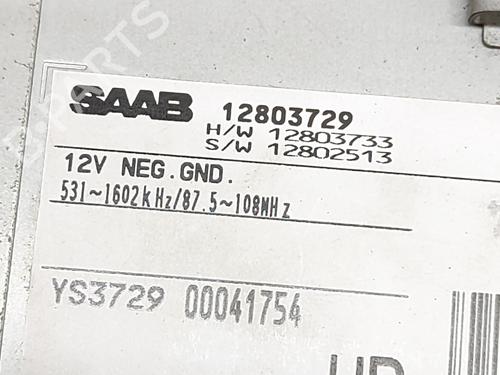 SAAB 12803729
H/W 12803733
S/W 12802513
12V NEG.GND.
531~1602kHz/87.5~108MHz
YS3729 00041754